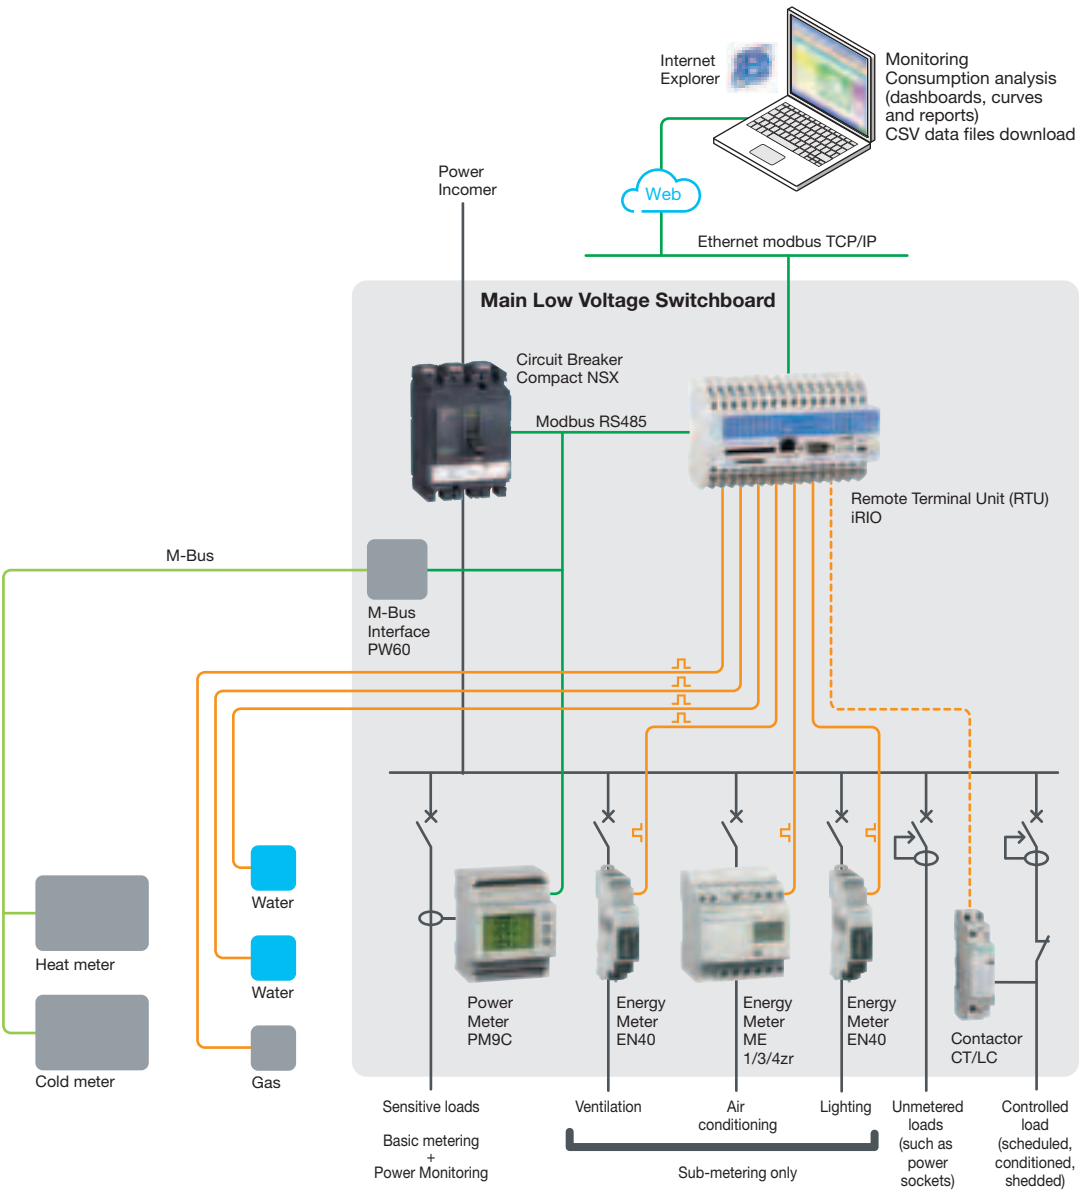 Internet
Explorer
Monitoring
Consumption analysis
(dashboards, curves
and reports)
CSV data files download
Power
Incomer
Web
Ethernet modbus TCP/IP
Main Low Voltage Switchboard
Circuit Breaker
Compact NSX
Modbus RS485
Remote Terminal Unit (RTU)
iRIO
M-Bus
M-Bus
Interface
PW60
Water
Water
Heat meter
Cold meter
Gas
Power
Meter
PM9C
Energy
Meter
EN40
Energy
Meter
ME
1/3/4zr
Energy
Meter
EN40
Contactor
CT/LC
Sensitive loads
Basic metering
+
Power Monitoring
Ventilation
Air
conditioning
Lighting
Sub-metering only
Unmetered
loads
(such as
power
sockets)
Controlled
load
(scheduled,
conditioned,
shedded)